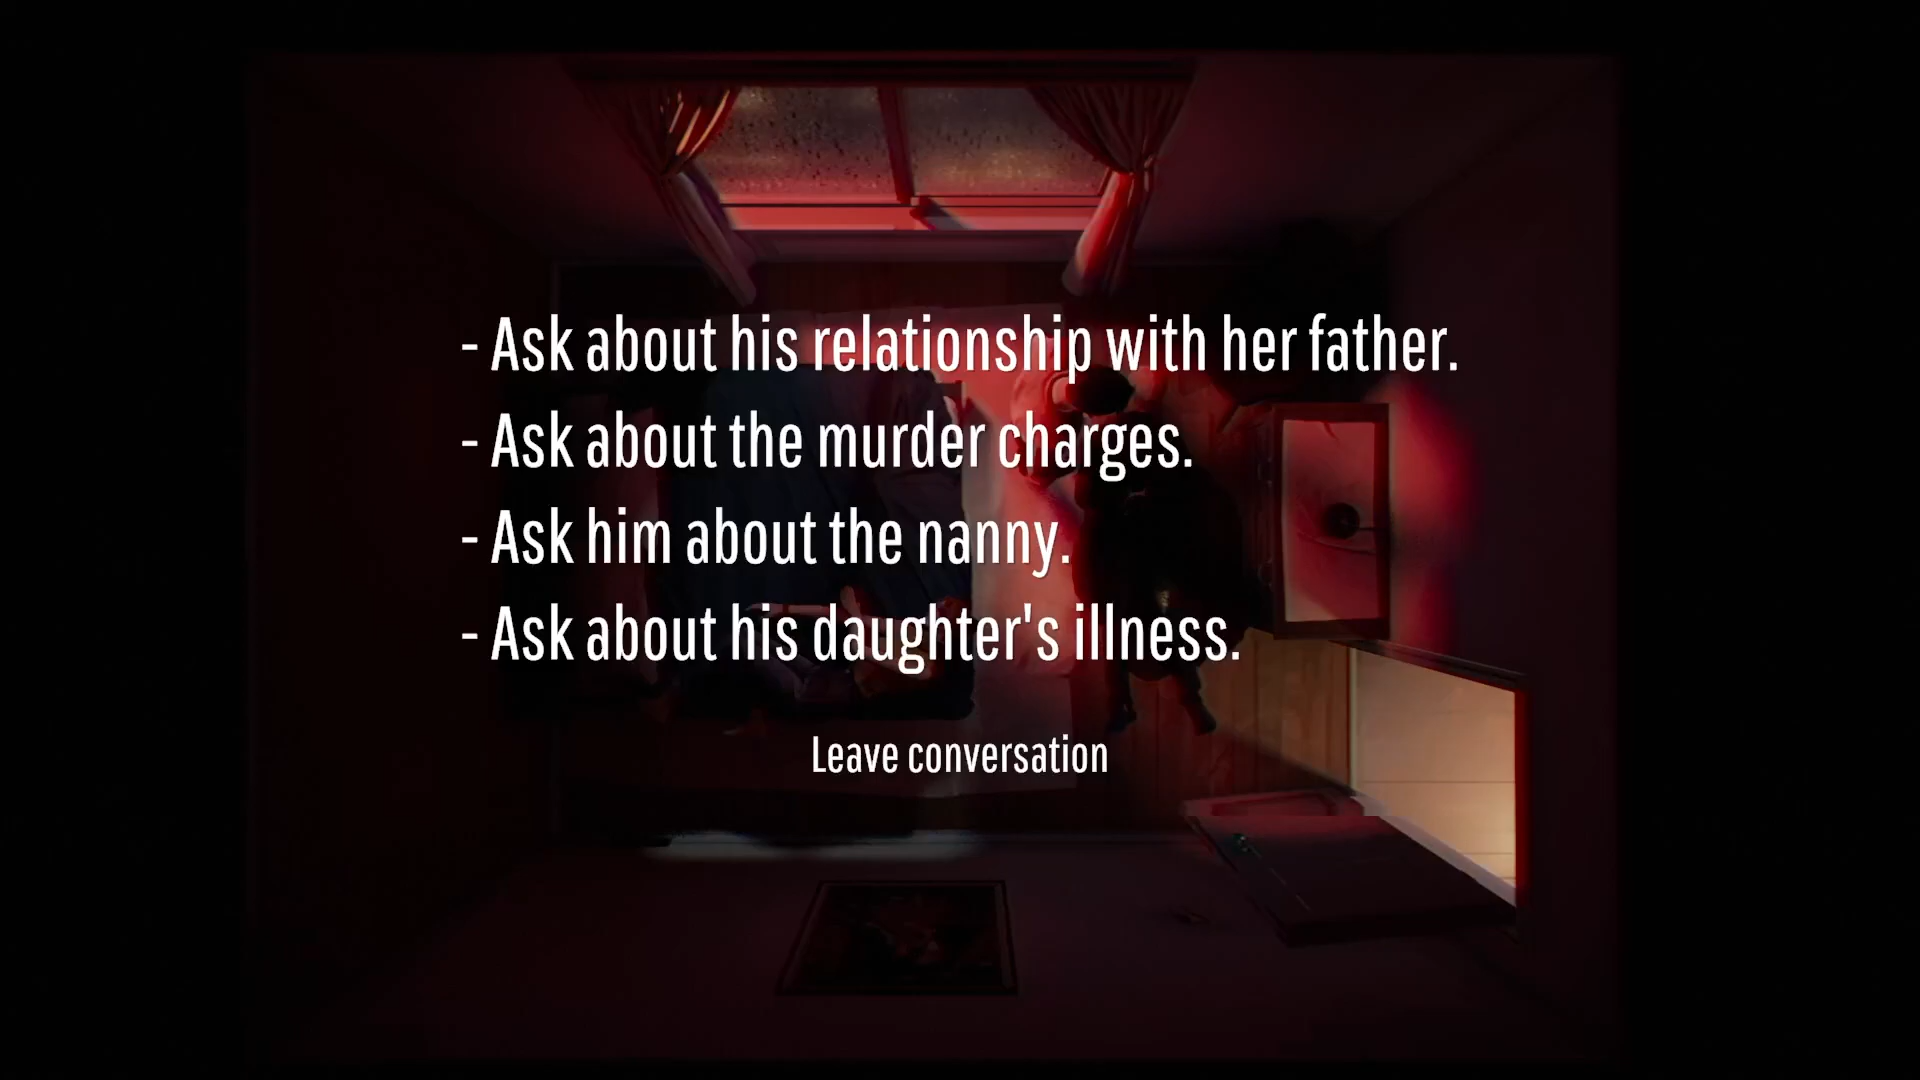 - Ask about his relationship with her father.
- Ask about the murder charges.
- Ask him about the nanny.
- Ask about his daughter's illness.
Leave conversation